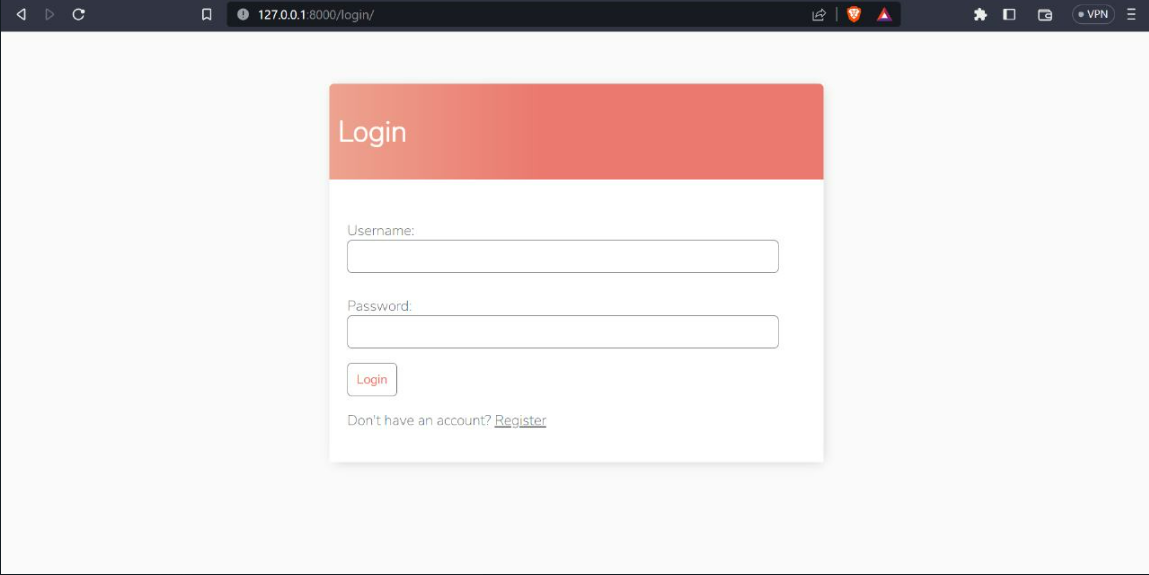 127.0.0.1:8000/login/
VPN
Login
Username:
Password:
Login
Don't have an account? Register